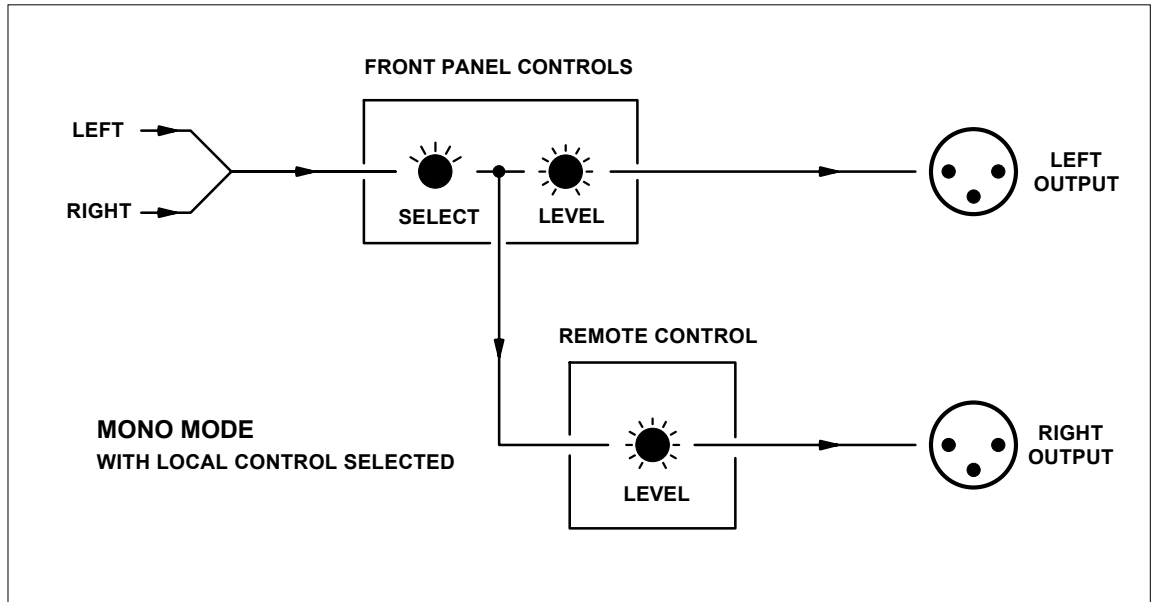 FRONT PANEL CONTROLS
LEFT
RIGHT
SELECT
LEVEL
LEFT
OUTPUT
REMOTE CONTROL
LEVEL
MONO MODE
WITH LOCAL CONTROL SELECTED
RIGHT
OUTPUT